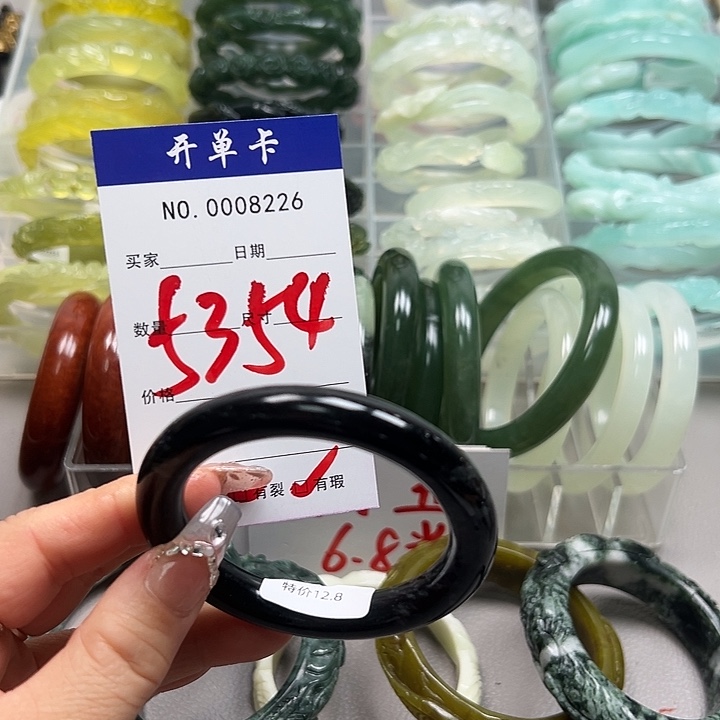 开单卡
NO. 0008226
买家 日期
5354
数量 尺寸
价格
有裂 有瑕
6-8
特价12.8